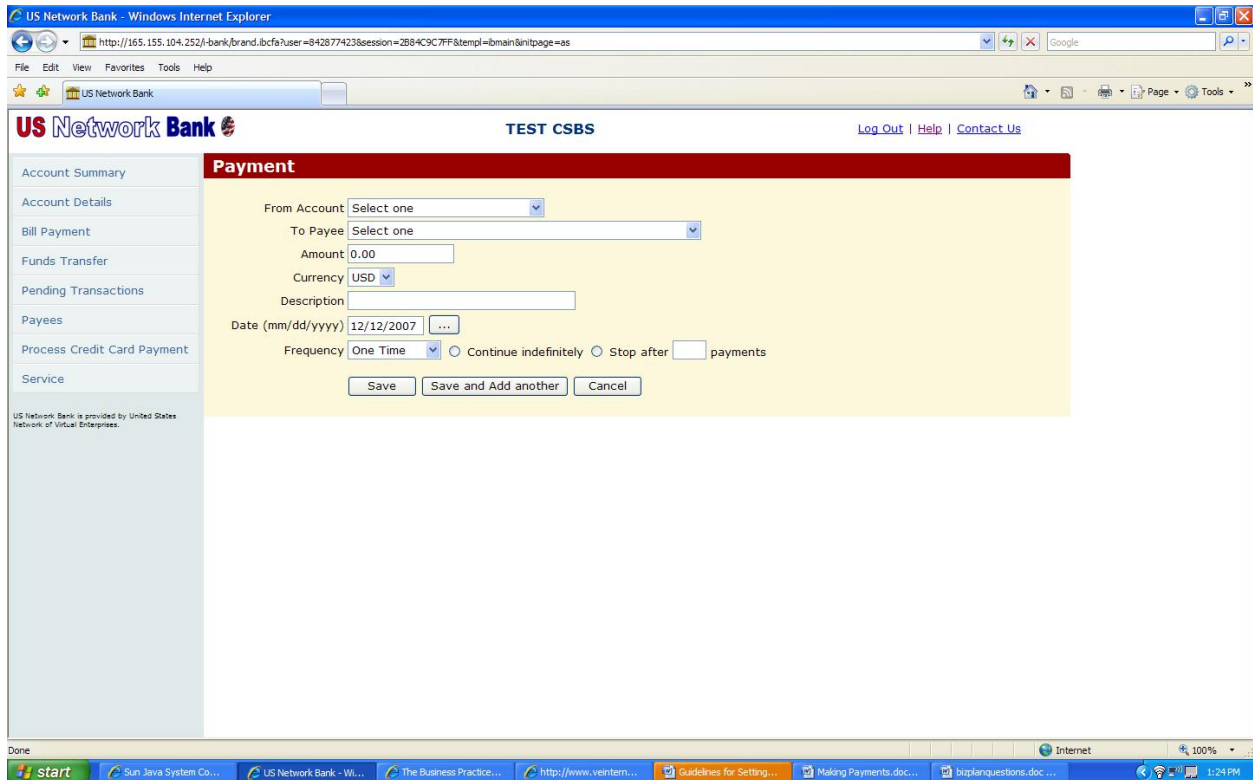 US Network Bank - Windows Internet Explorer
http://165.155.104.252/i-bank/brand.ibcfa?user=842877423&session=2B84C9C7FF&templ=ibmain&initpage=as
Google
File Edit View Favorites Tools Help
US Network Bank
Page Tools
US Network Bank
TEST CSBS
Log Out | Help | Contact Us
Account Summary
Account Details
Bill Payment
Funds Transfer
Pending Transactions
Payees
Process Credit Card Payment
Service
US Network Bank is provided by United States
Network of Virtual Enterprises.
Payment
From Account Select one
To Payee Select one
Amount 0.00
Currency USD
Description
Date (mm/dd/yyyy) 12/12/2007 ...
Frequency One Time Continue indefinitely Stop after payments
Save Save and Add another Cancel
Done Internet 100%
start Sun Java System Co... US Network Bank - Wi... The Business Practice... http://www.veintern... Guidelines for Setting... Making Payments.doc... bizplanquestions.doc ... 1:24 PM